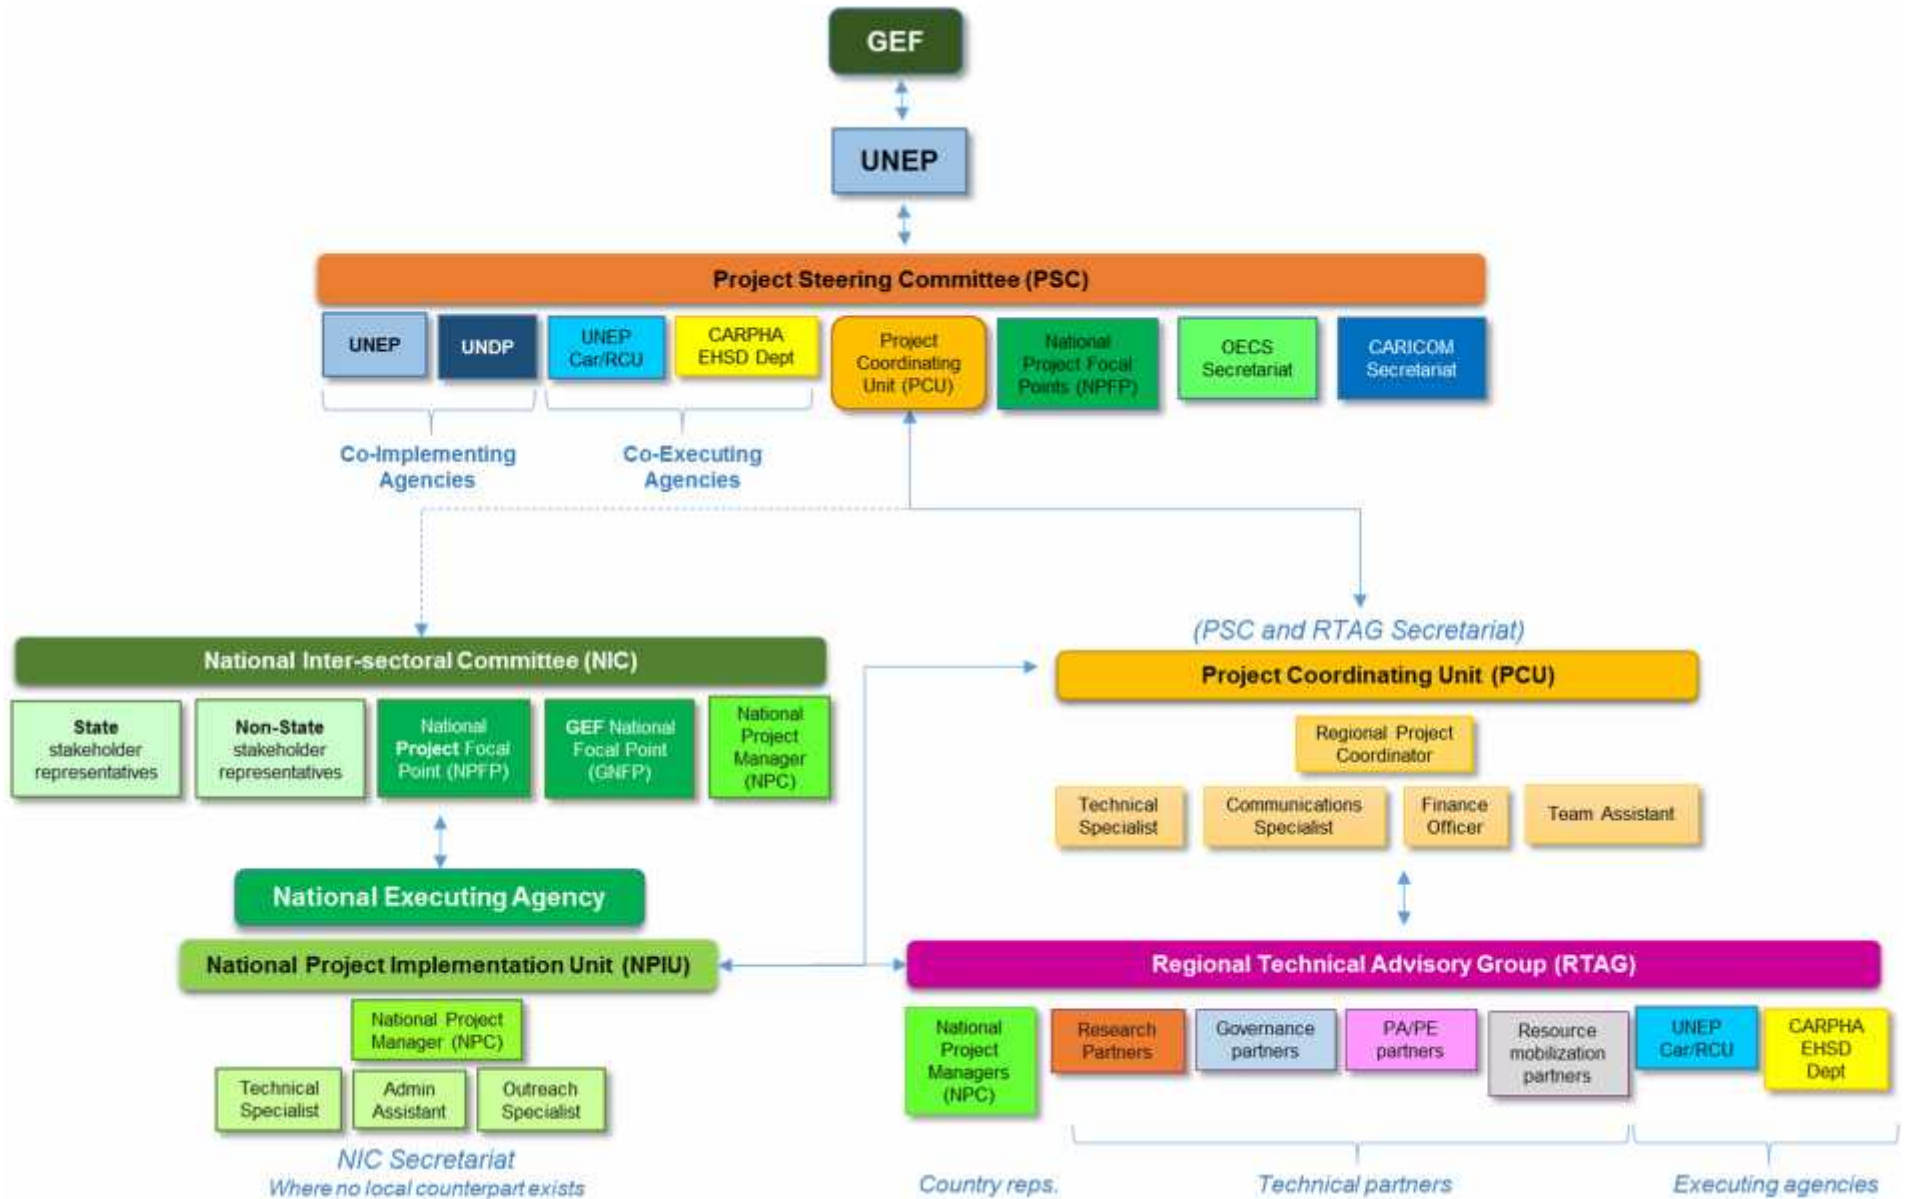 GEF
UNEP
Project Steering Committee (PSC)
UNEP
UNDP
UNEP
Car/RCU
CARPHA
EHSD Dept
Project
Coordinating
Unit (PCU)
National
Project Focal
Points (NPFP)
OECS
Secretariat
CARICOM
Secretariat
Co-Implementing
Agencies
Co-Executing
Agencies
National Inter-sectoral Committee (NIC)
State
stakeholder
representatives
Non-State
stakeholder
representatives
National
Project Focal
Point (NPFP)
GEF National
Focal Point
(GNFP)
National
Project
Manager
(NPC)
National Executing Agency
National Project Implementation Unit (NPIU)
National Project
Manager (NPC)
Technical
Specialist
Admin
Assistant
Outreach
Specialist
NIC Secretariat
Where no local counterpart exists
(PSC and RTAG Secretariat)
Project Coordinating Unit (PCU)
Regional Project
Coordinator
Technical
Specialist
Communications
Specialist
Finance
Officer
Team Assistant
Regional Technical Advisory Group (RTAG)
National
Project
Managers
(NPC)
Research
Partners
Governance
partners
PA/PE
partners
Resource
mobilization
partners
UNEP
Car/RCU
CARPHA
EHSD
Dept
Country reps.
Technical partners
Executing agencies